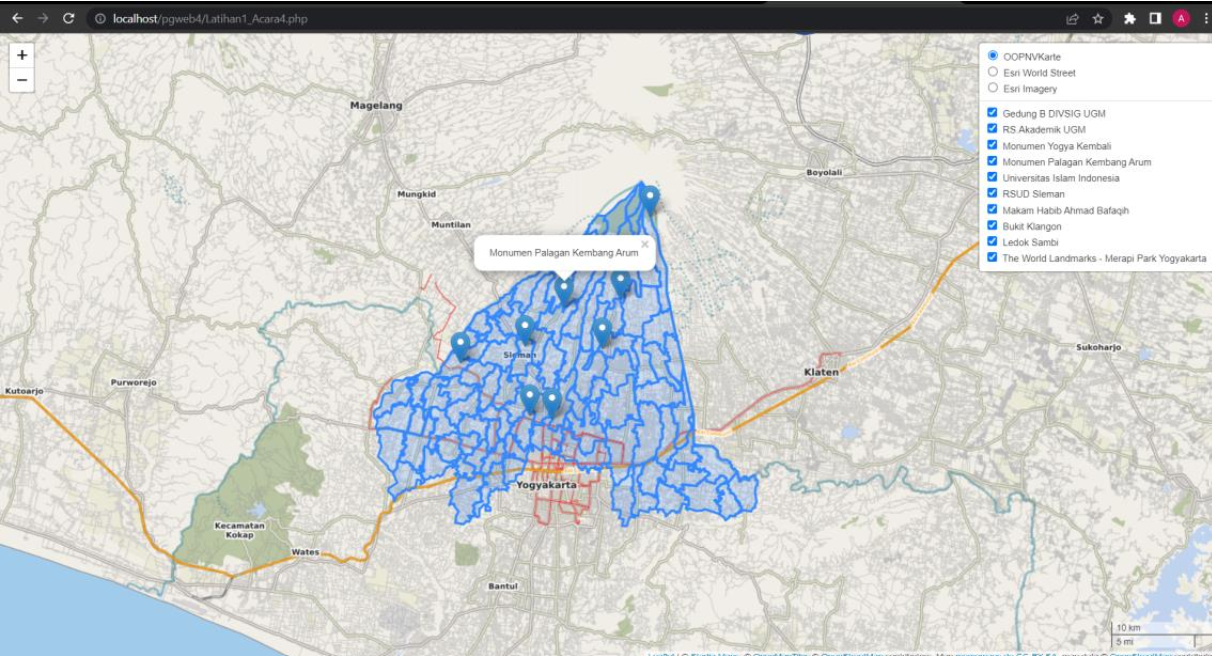 localhost/pgweb4/Latihan1_Acara4.php
A
+
−
OOPNVKarte
Esri World Street
Esri Imagery
Gedung B DIVSIG UGM
RS Akademik UGM
Monumen Yogya Kembali
Monumen Palagan Kembang Arum
Universitas Islam Indonesia
RSUD Sleman
Makam Habib Ahmad Bafaqih
Bukit Klangon
Ledok Sambi
The World Landmarks - Merapi Park Yogyakarta
Magelang
Boyolali
Mungkid
Muntilan
Monumen Palagan Kembang Arum
×
Sleman
Sukoharjo
Klaten
Purworejo
Kutoarjo
Yogyakarta
Kecamatan
Kokap
Wates
Bantul
10 km
5 mi